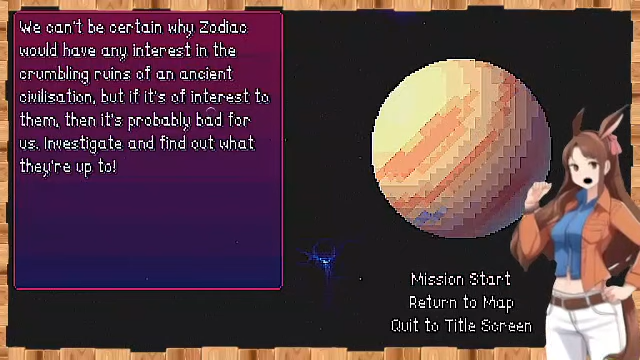 We can't be certain why Zodiac
would have any interest in the
crumbling ruins of an ancient
civilisation, but if it's of interest to
them, then it's probably bad for
us. Investigate and find out what
they're up to!
Mission Start
Return to Map
Quit to Title Screen